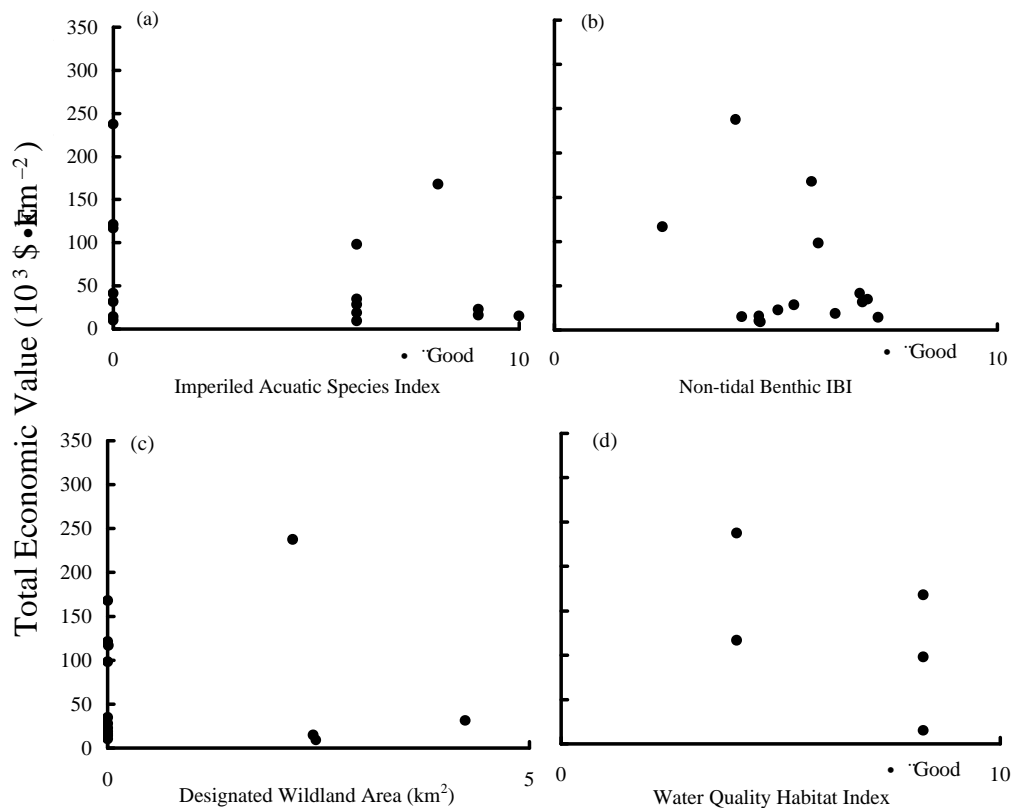 Total Economic Value (10³ $•Km⁻²)
(a)
350
300
250
200
150
100
50
0
0
10
• ¨Good
Imperiled Acuatic Species Index
(b)
0
10
• ¨Good
Non-tidal Benthic IBI
(c)
350
300
250
200
150
100
50
0
0
5
Designated Wildland Area (km²)
(d)
0
10
• ¨Good
Water Quality Habitat Index